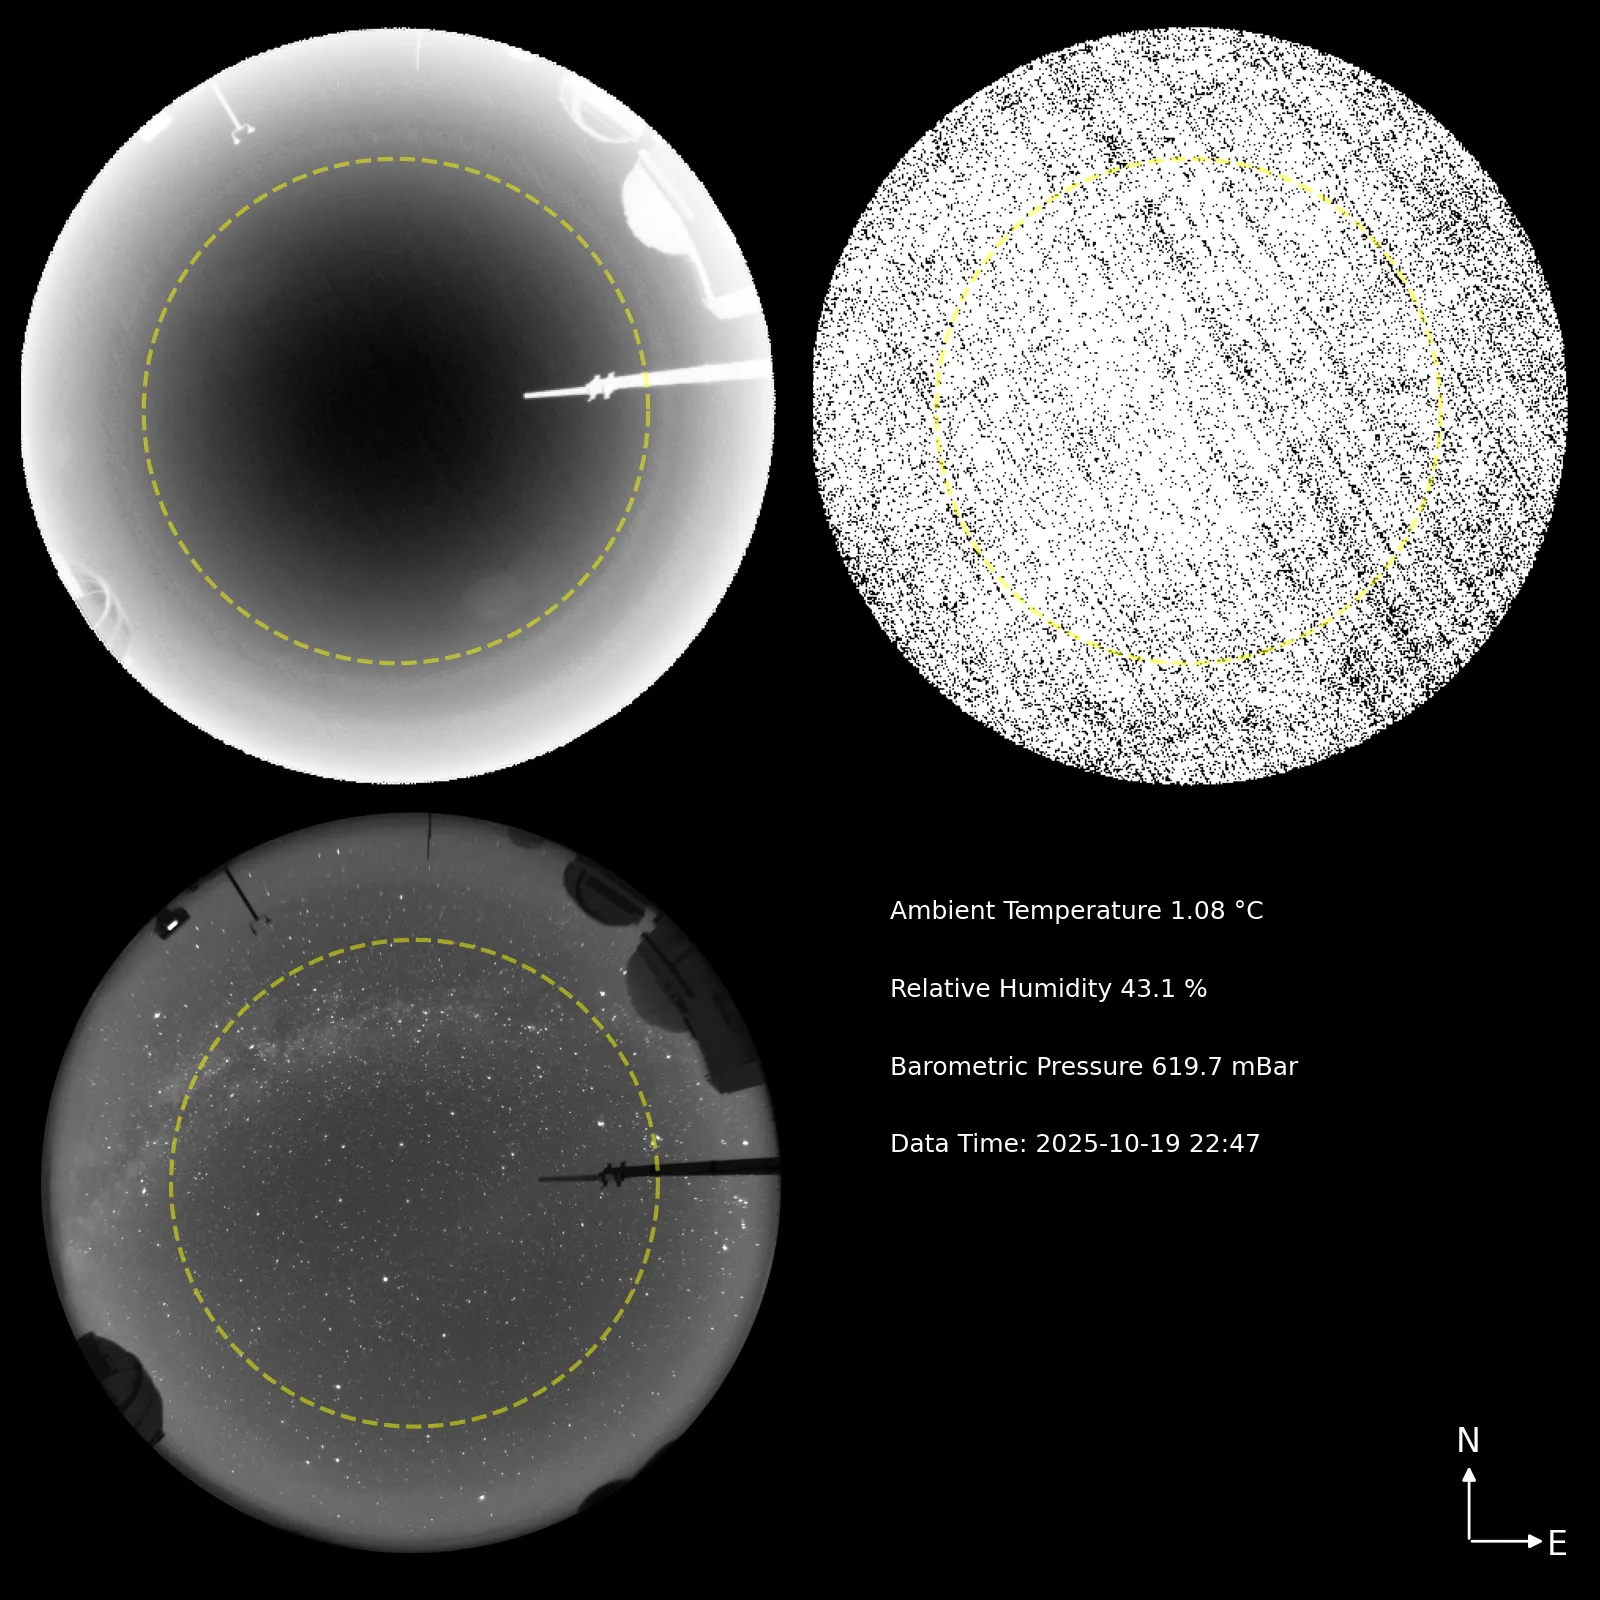 Ambient Temperature 1.08 °C
Relative Humidity 43.1 %
Barometric Pressure 619.7 mBar
Data Time: 2025-10-19 22:47
N
E